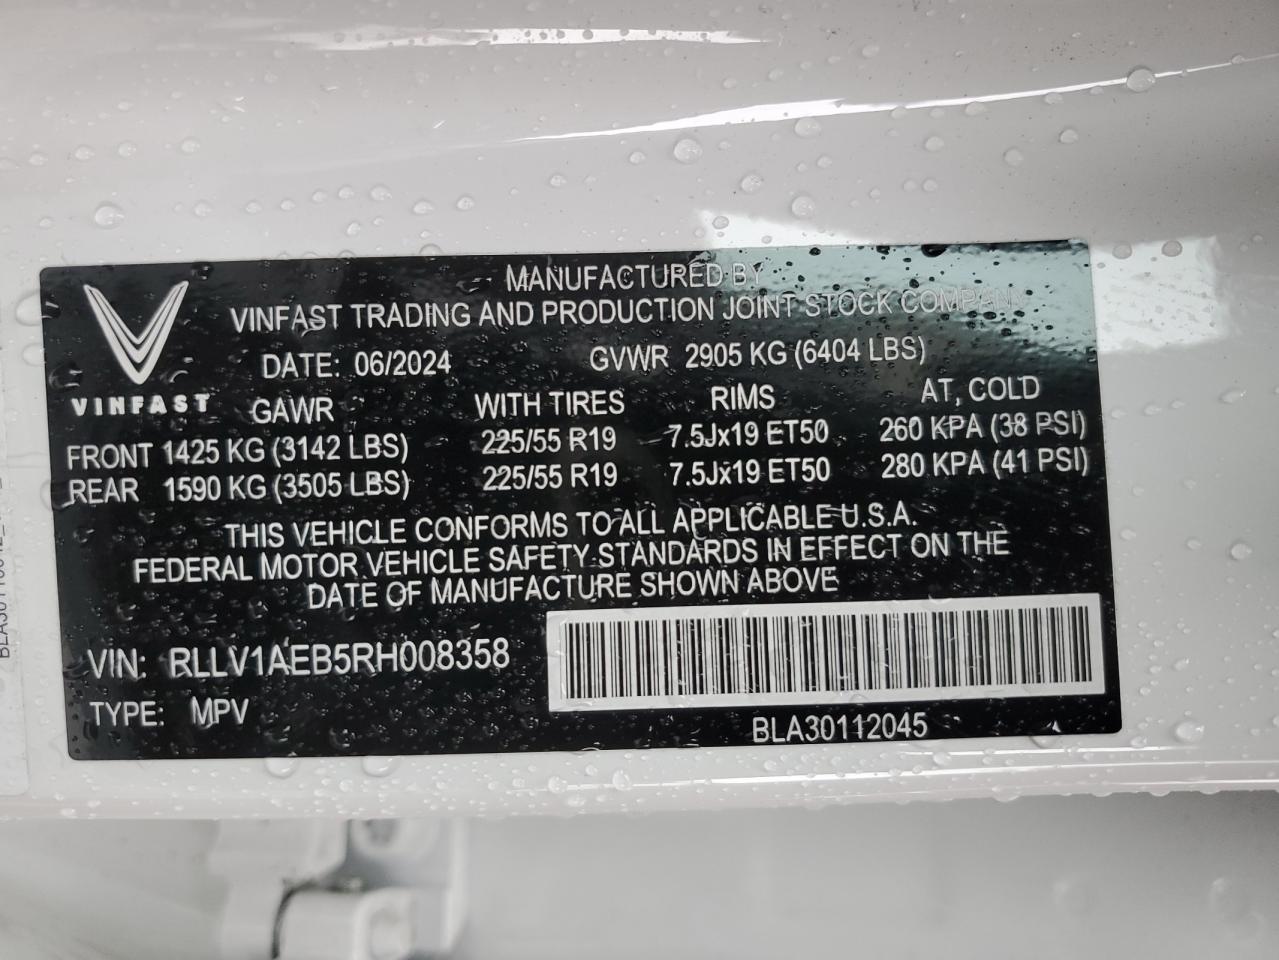 MANUFACTURED BY
VINFAST TRADING AND PRODUCTION JOINT STOCK COMPANY
DATE: 06/2024 GVWR 2905 KG (6404 LBS)
VINFAST
GAWR WITH TIRES RIMS AT, COLD
FRONT 1425 KG (3142 LBS) 225/55 R19 7.5Jx19 ET50 260 KPA (38 PSI)
REAR 1590 KG (3505 LBS) 225/55 R19 7.5Jx19 ET50 280 KPA (41 PSI)
THIS VEHICLE CONFORMS TO ALL APPLICABLE U.S.A.
FEDERAL MOTOR VEHICLE SAFETY STANDARDS IN EFFECT ON THE
DATE OF MANUFACTURE SHOWN ABOVE
VIN: RLLV1AEB5RH008358
TYPE: MPV
BLA30112045